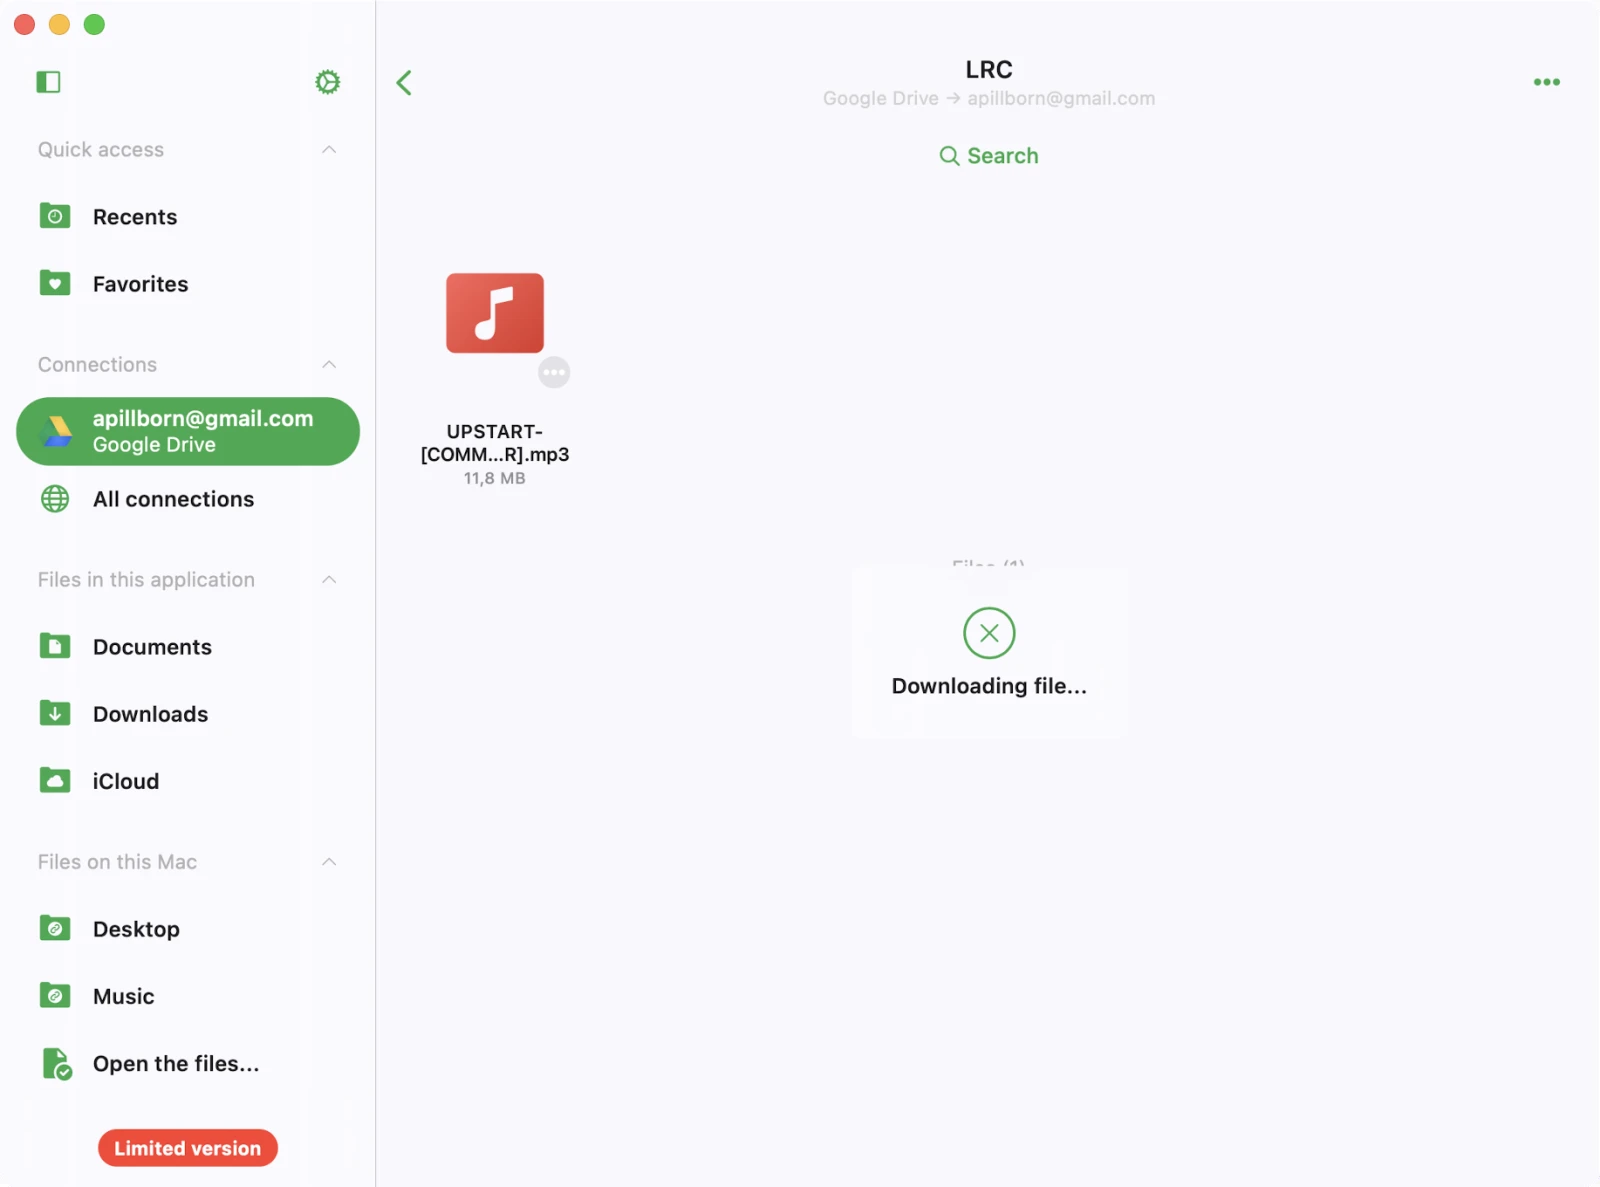 Quick access
Recents
Favorites
Connections
apillborn@gmail.com
Google Drive
All connections
Files in this application
Documents
Downloads
iCloud
Files on this Mac
Desktop
Music
Open the files...
Limited version
LRC
Google Drive → apillborn@gmail.com
Search
UPSTART-
[COMM...R].mp3
11,8 MB
Files (1)
Downloading file...